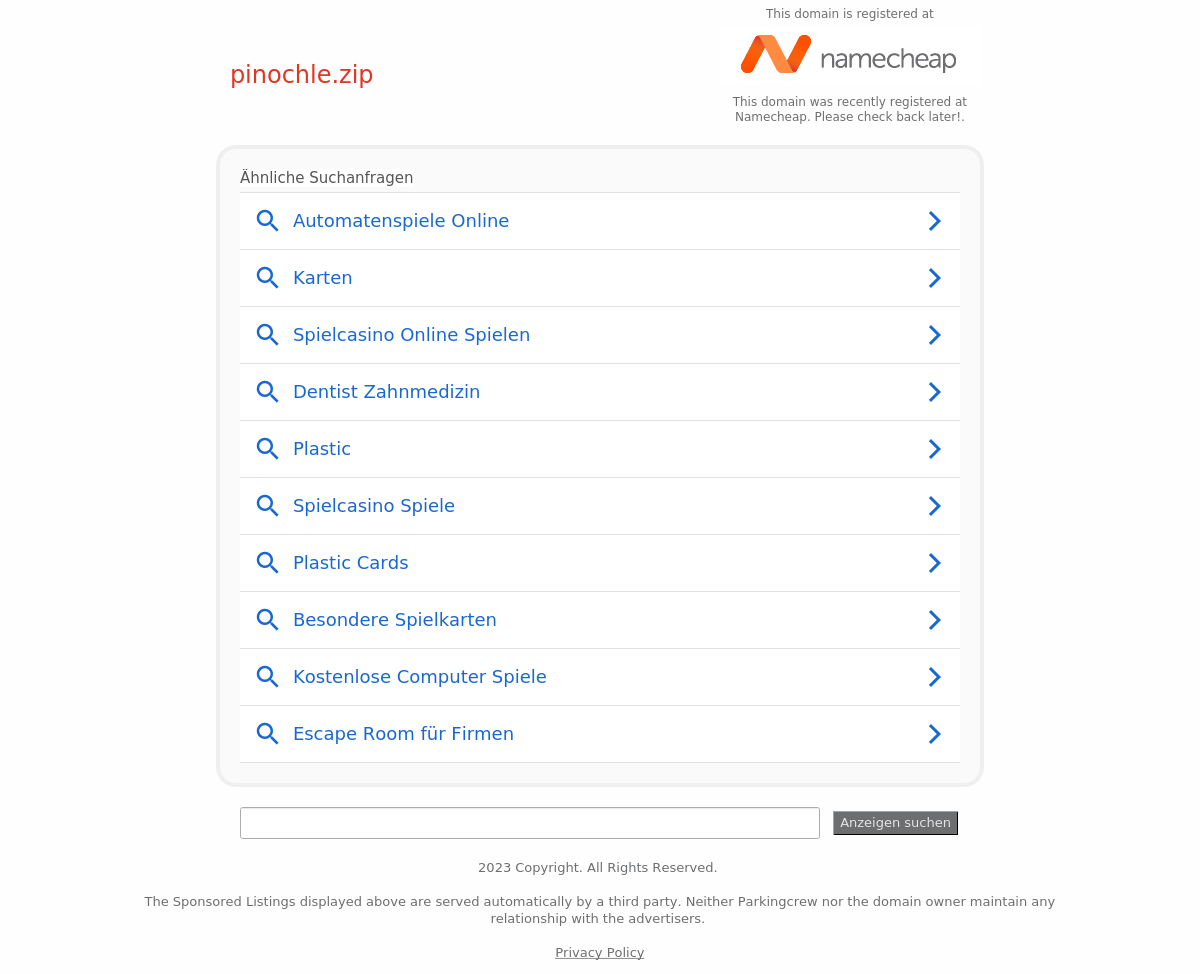 This domain is registered at
namecheap
pinochle.zip
This domain was recently registered at
Namecheap. Please check back later!.
Ähnliche Suchanfragen
Automatenspiele Online
Karten
Spielcasino Online Spielen
Dentist Zahnmedizin
Plastic
Spielcasino Spiele
Plastic Cards
Besondere Spielkarten
Kostenlose Computer Spiele
Escape Room für Firmen
Anzeigen suchen
2023 Copyright. All Rights Reserved.
The Sponsored Listings displayed above are served automatically by a third party. Neither Parkingcrew nor the domain owner maintain any
relationship with the advertisers.
Privacy Policy